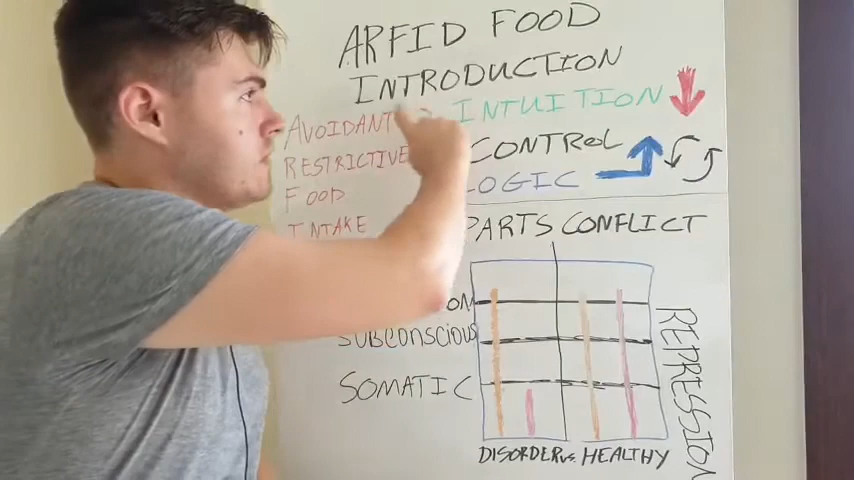 ARFID FOOD
INTRODUCTION
AVOIDANT
RESTRICTIVE
FOOD
INTAKE
INTUITION
CONTROL
LOGIC
PARTS CONFLICT
SUBCONSCIOUS
SOMATIC
REPRESSION
DISORDER vs. HEALTHY